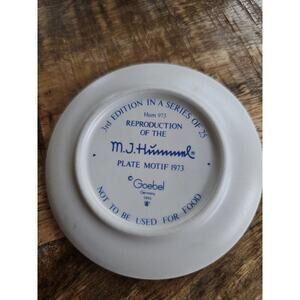 3rd EDITION IN A SERIES OF 25
Hum 973
REPRODUCTION
OF THE
M.J.Hummel®
PLATE MOTIF 1973
© Goebel
Germany
NOT TO BE USED FOR FOOD